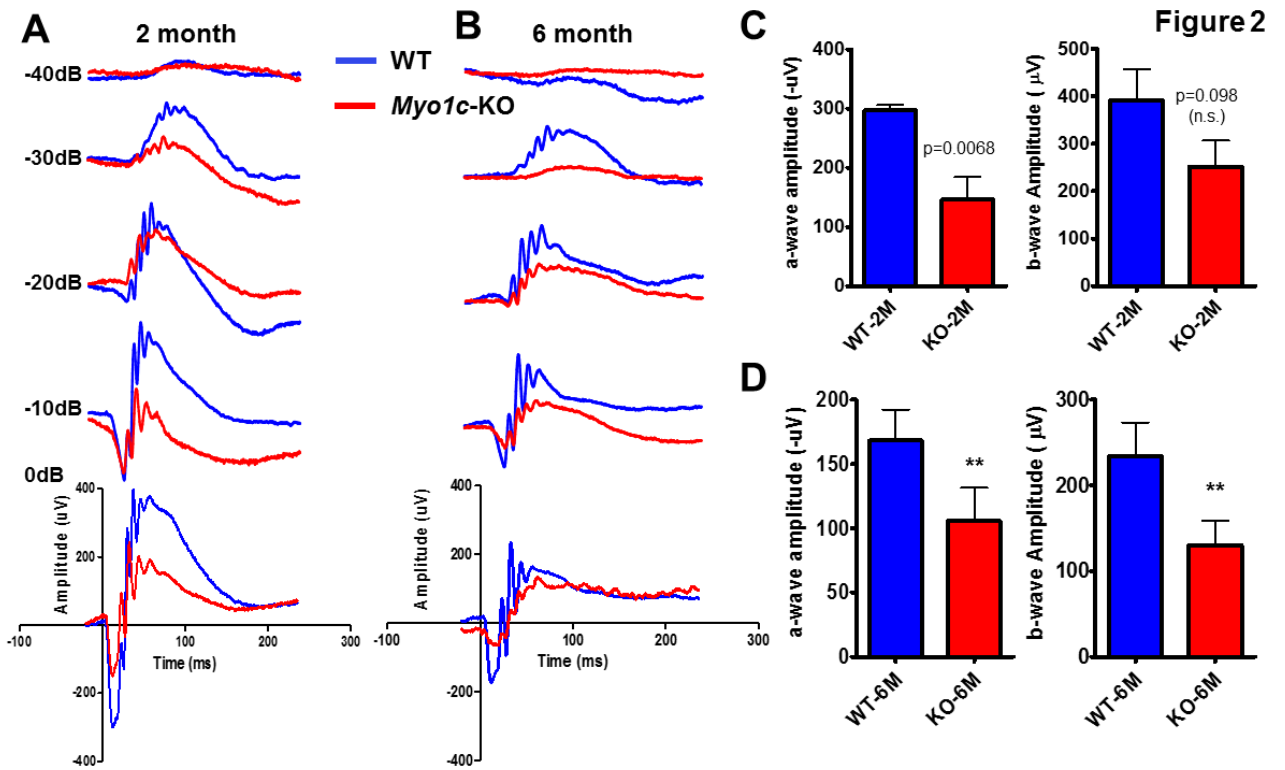 Figure 2
A
2 month
WT
Myo1c-KO
-40dB
-30dB
-20dB
-10dB
0dB
Amplitude (uV)
400
200
-200
-400
-100
100
200
300
Time (ms)
B
6 month
Amplitude (uV)
400
200
-200
-400
-100
100
200
300
Time (ms)
C
a-wave amplitude (-uV)
400
300
200
100
0
p=0.0068
WT-2M
KO-2M
b-wave Amplitude ( μV)
500
400
300
200
100
0
p=0.098
(n.s.)
WT-2M
KO-2M
D
a-wave amplitude (-uV)
200
150
100
50
0
**
WT-6M
KO-6M
b-wave Amplitude ( μV)
300
200
100
0
**
WT-6M
KO-6M